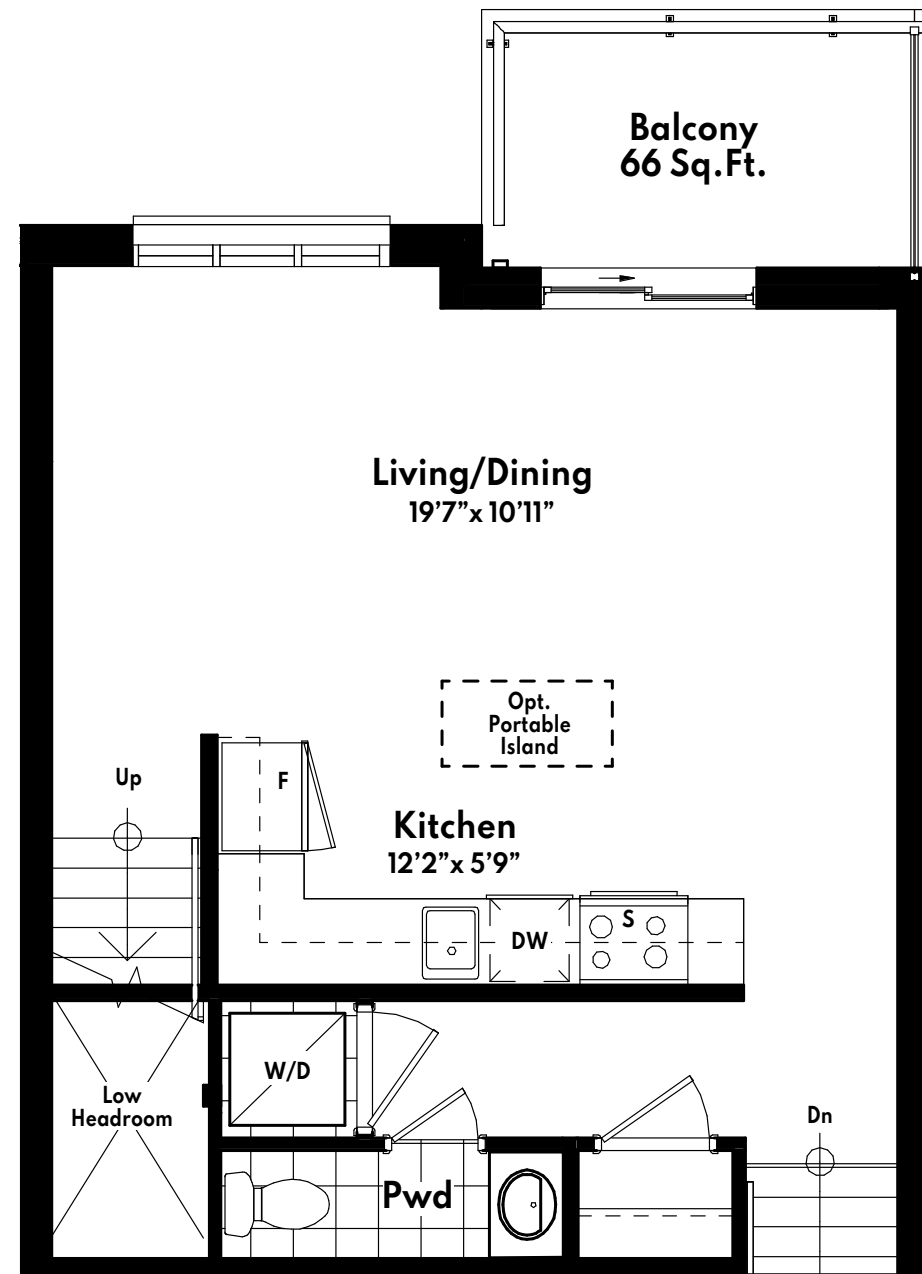 Balcony
66 Sq.Ft.
Living/Dining
19’7”x 10’11”
Opt.
Portable
Island
Up
F
Kitchen
12’2”x 5’9”
DW
S
W/D
Low
Headroom
Dn
Pwd